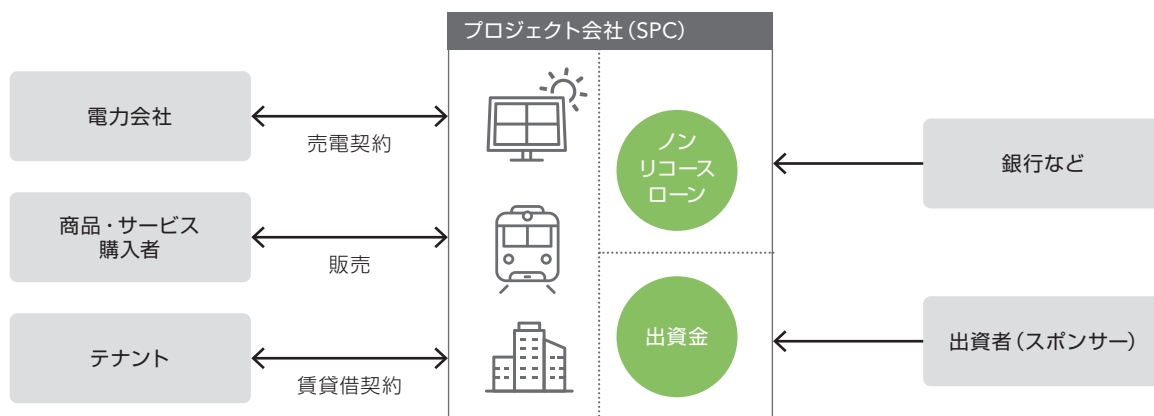 プロジェクト会社（SPC）
電力会社
売電契約
商品・サービス
購入者
販売
テナント
賃貸借契約
ノン
リコース
ローン
出資金
銀行など
出資者（スポンサー）